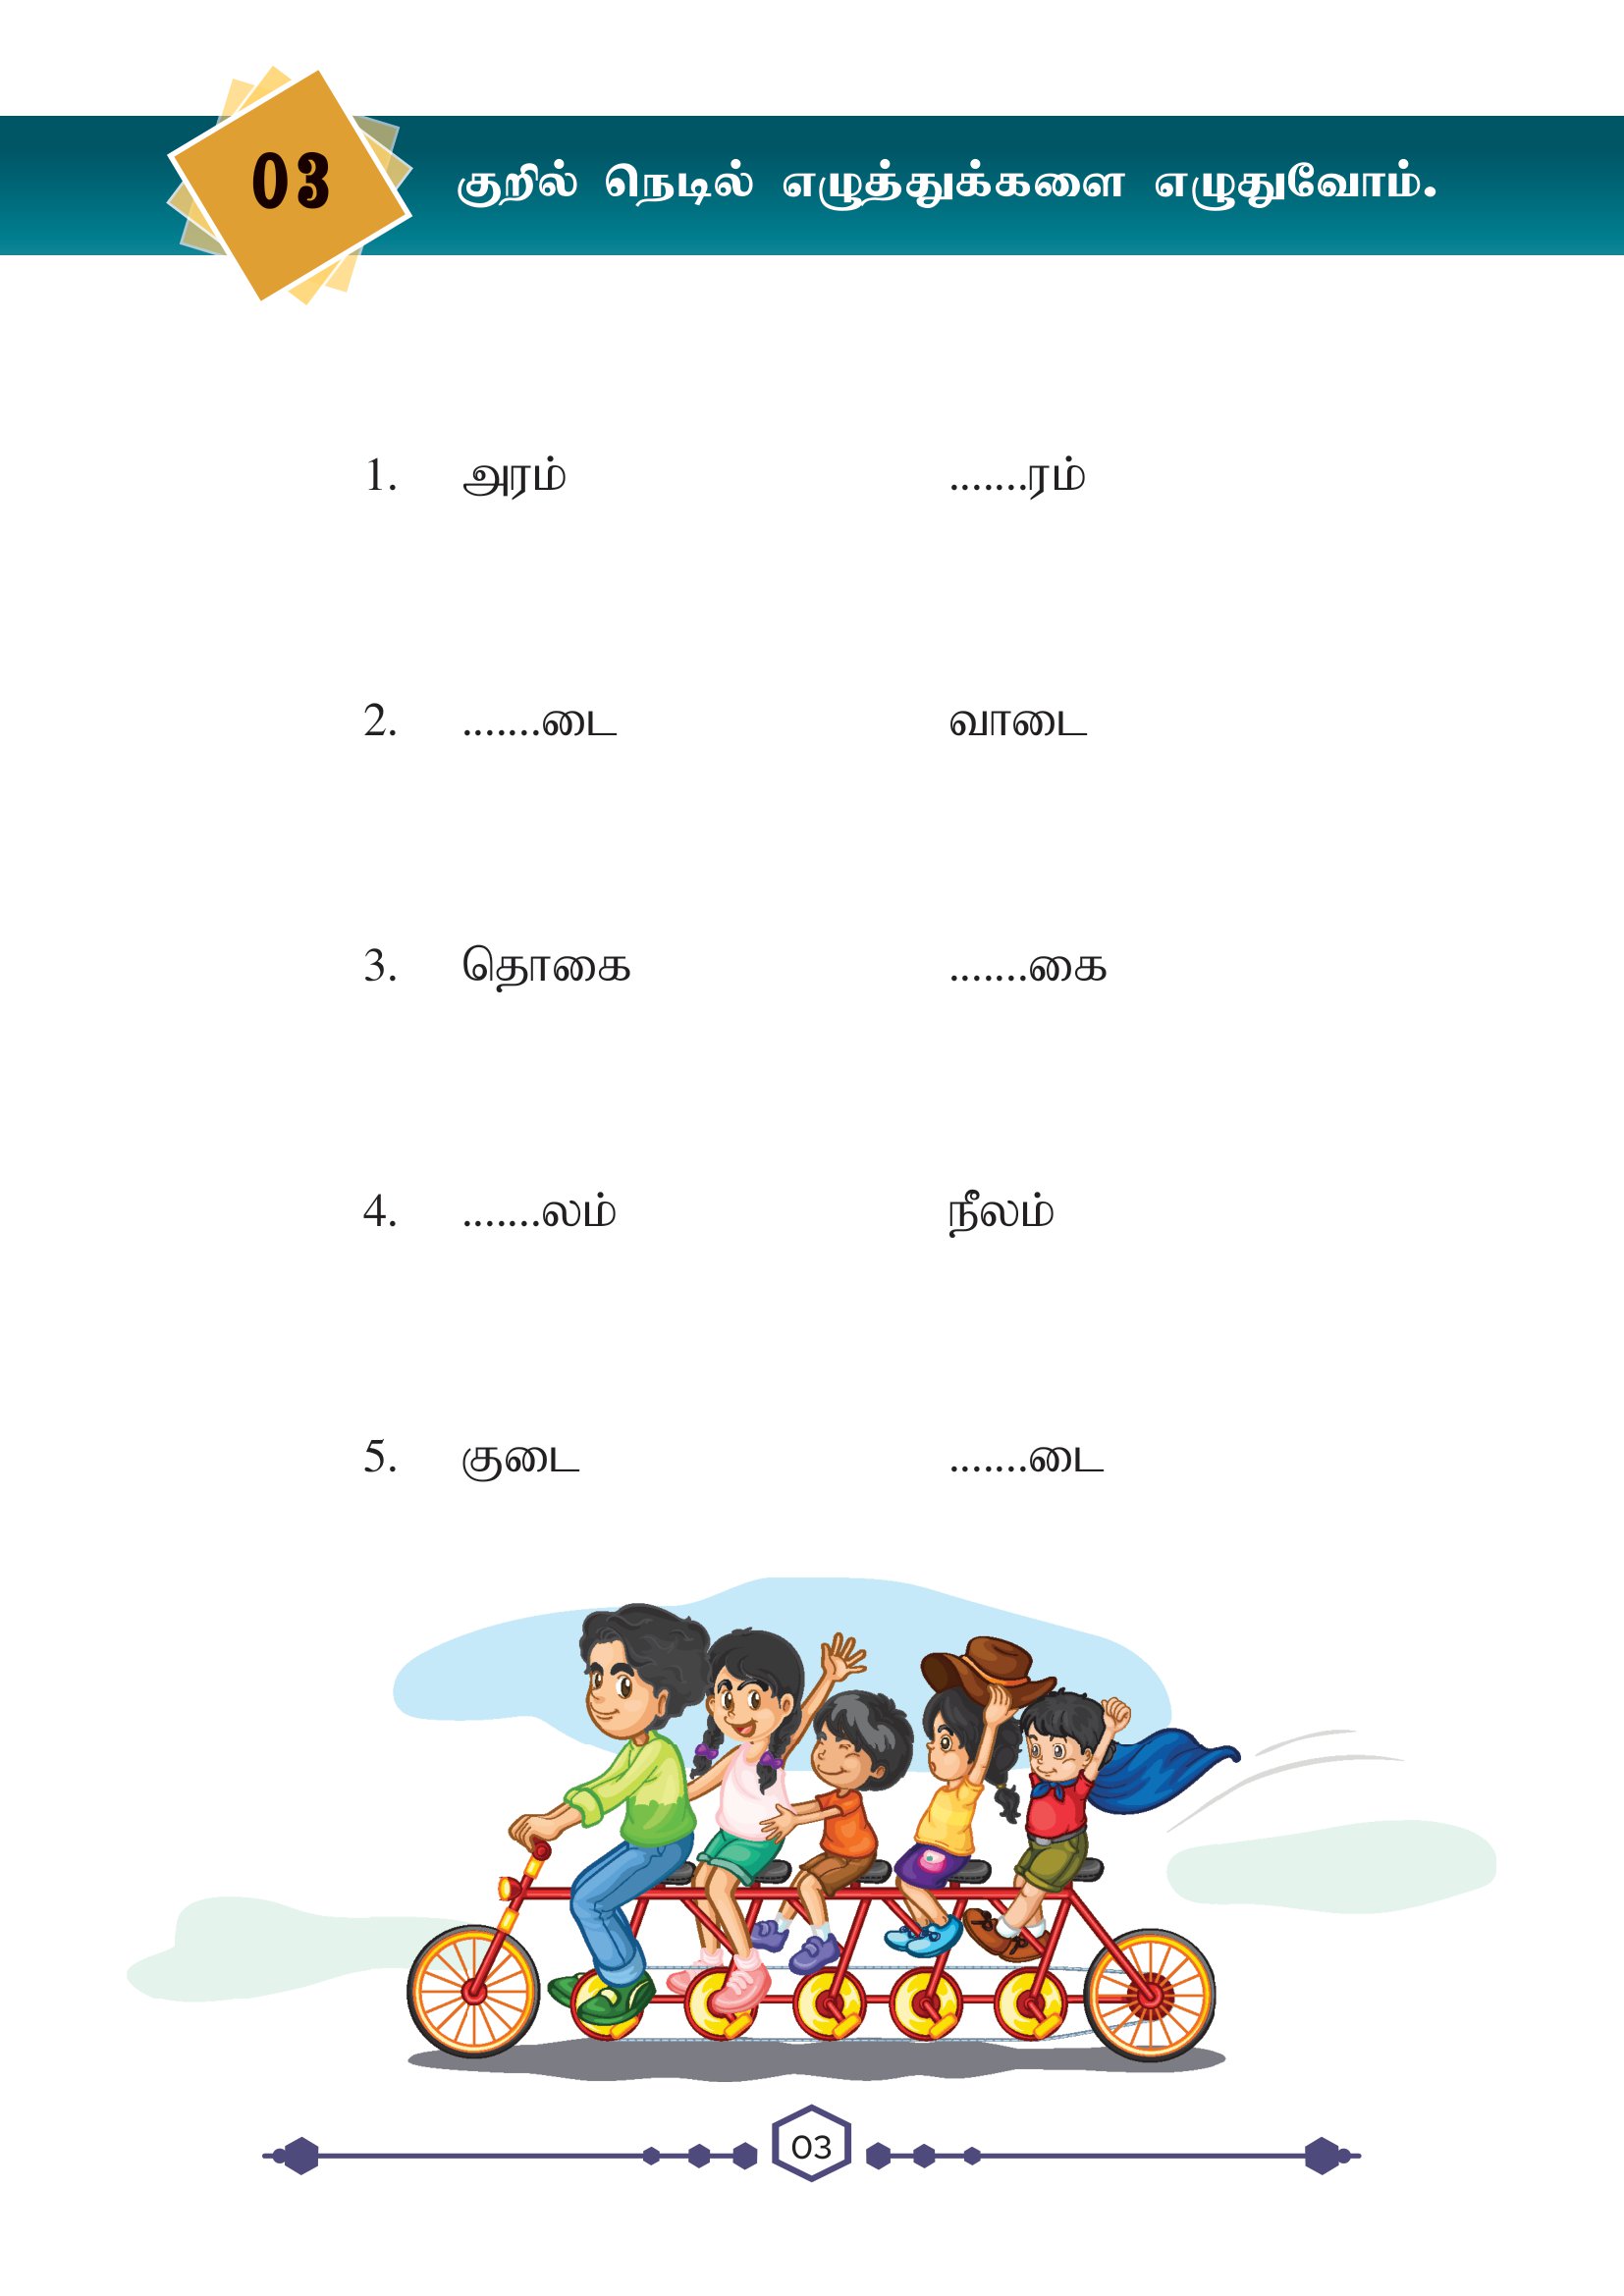 03 குறில் நெடில் எழுத்துக்களை எழுதுவோம்.
1. அரம் .......ரம்
2. .......டை வாடை
3. தொகை .......கை
4. .......லம் நீலம்
5. குடை .......டை
03